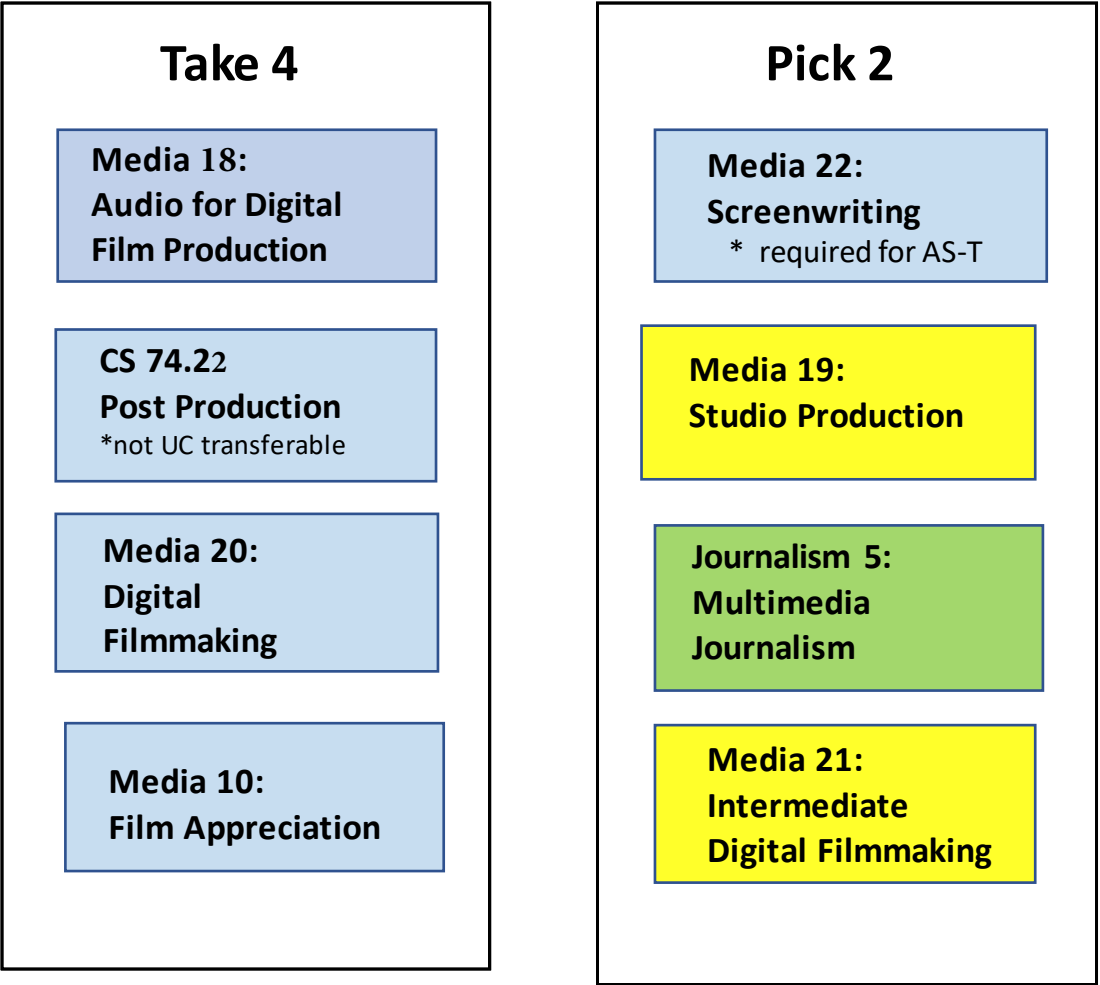 Take 4
Media 18:
Audio for Digital
Film Production
CS 74.22
Post Production
*not UC transferable
Media 20:
Digital
Filmmaking
Media 10:
Film Appreciation
Pick 2
Media 22:
Screenwriting
* required for AS-T
Media 19:
Studio Production
Journalism 5:
Multimedia
Journalism
Media 21:
Intermediate
Digital Filmmaking